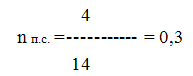 4
n п.с. =------------ = 0,3
14